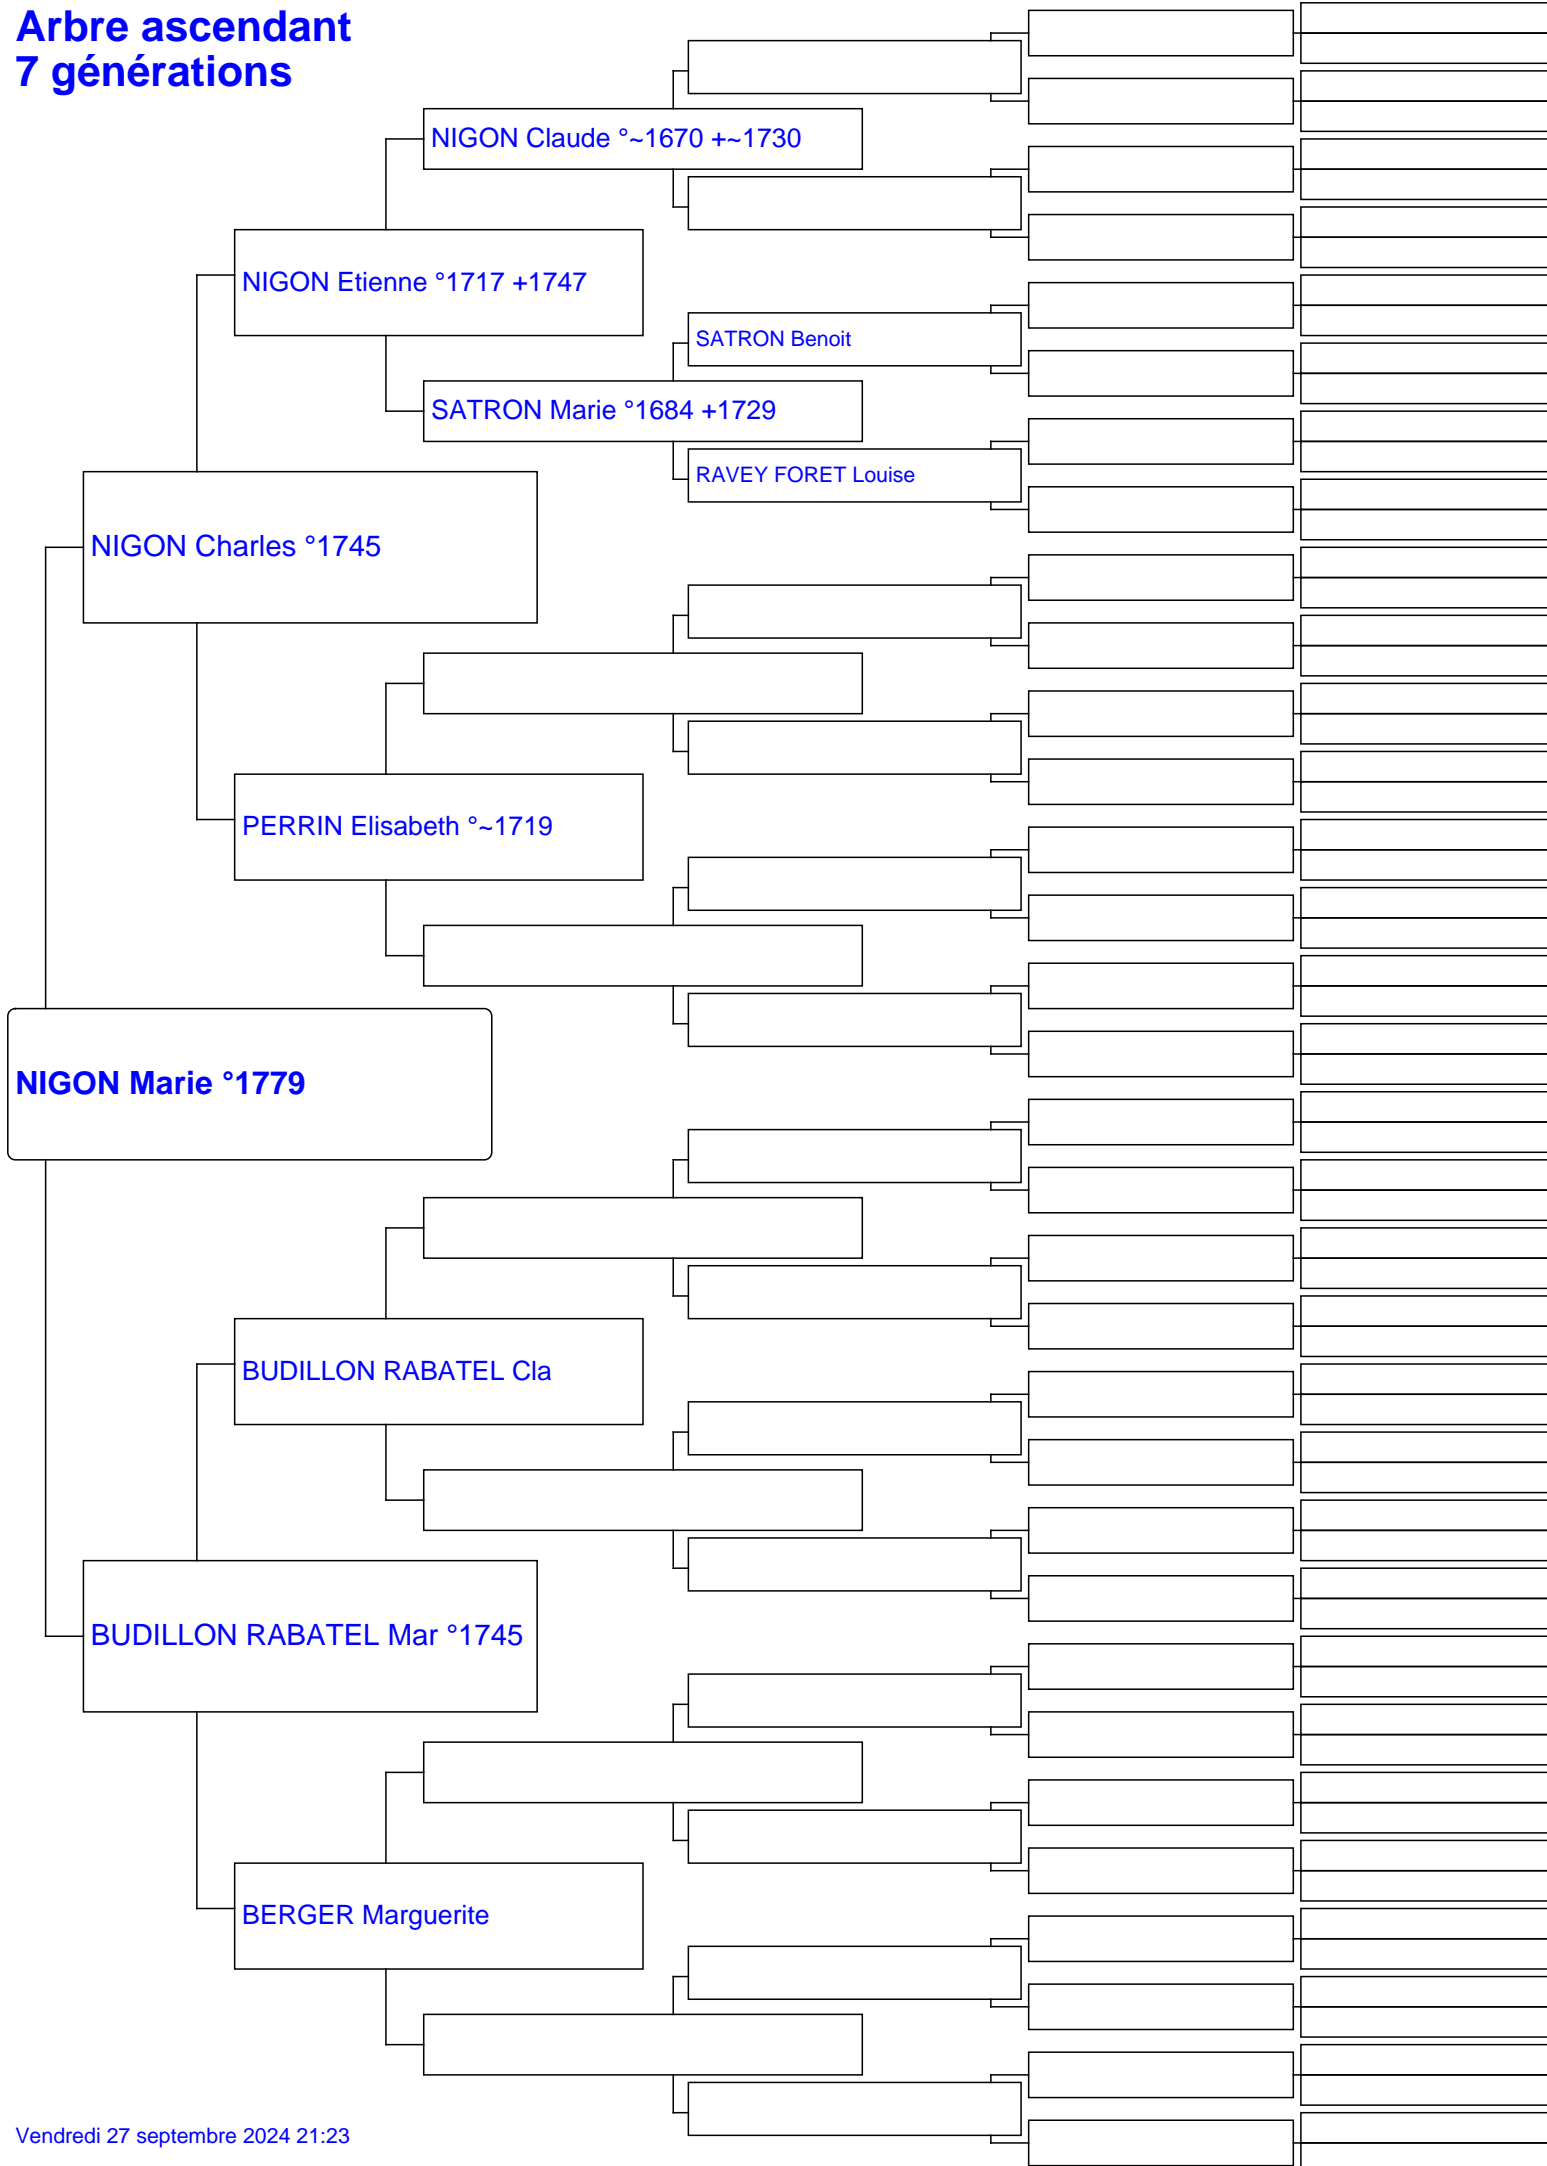 Arbre ascendant
7 générations
NIGON Claude °~1670 +~1730
NIGON Etienne °1717 +1747
SATRON Benoit
SATRON Marie °1684 +1729
RAVEY FORET Louise
NIGON Charles °1745
PERRIN Elisabeth °~1719
NIGON Marie °1779
BUDILLON RABATEL Cla
BUDILLON RABATEL Mar °1745
BERGER Marguerite
Vendredi 27 septembre 2024 21:23